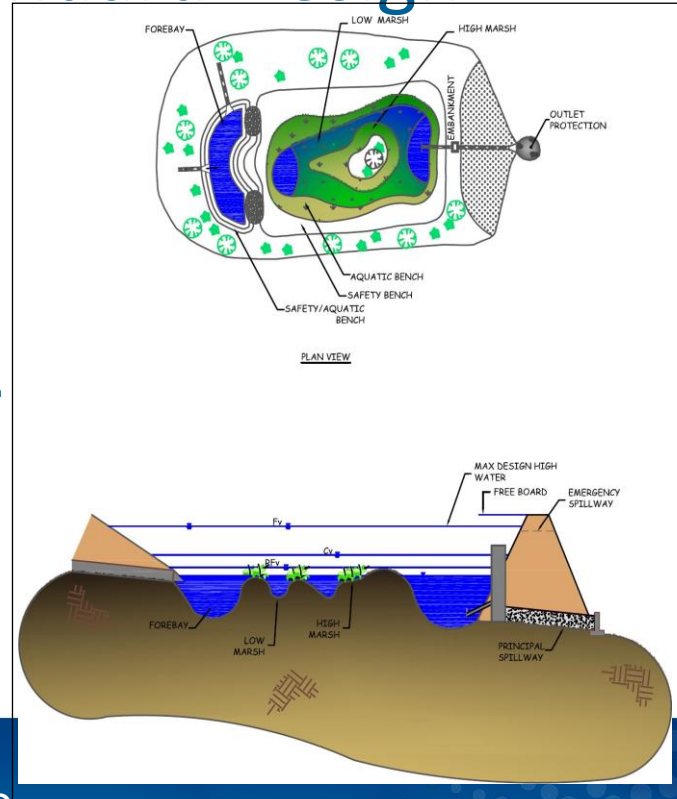 LOW MARSH
FOREBAY
HIGH MARSH
EMBANKMENT
OUTLET
PROTECTION
AQUATIC BENCH
SAFETY BENCH
SAFETY/AQUATIC
BENCH
PLAN VIEW
MAX DESIGN HIGH
WATER
FREE BOARD
EMERGENCY
SPILLWAY
Fv
Cv
BFv
FOREBAY
LOW
MARSH
HIGH
MARSH
PRINCIPAL
SPILLWAY